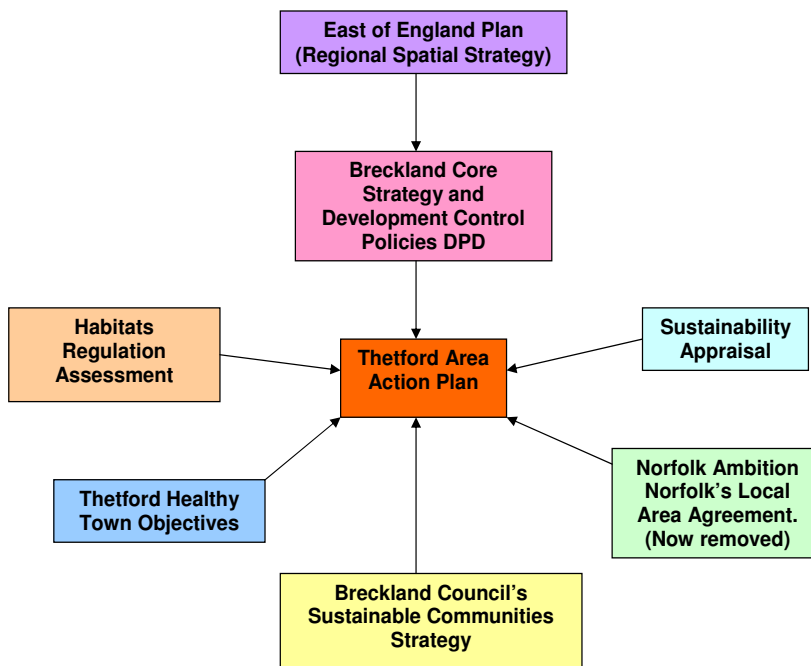 East of England Plan
(Regional Spatial Strategy)
Breckland Core
Strategy and
Development Control
Policies DPD
Habitats
Regulation
Assessment
Thetford Area
Action Plan
Sustainability
Appraisal
Thetford Healthy
Town Objectives
Norfolk Ambition
Norfolk’s Local
Area Agreement.
(Now removed)
Breckland Council’s
Sustainable Communities
Strategy